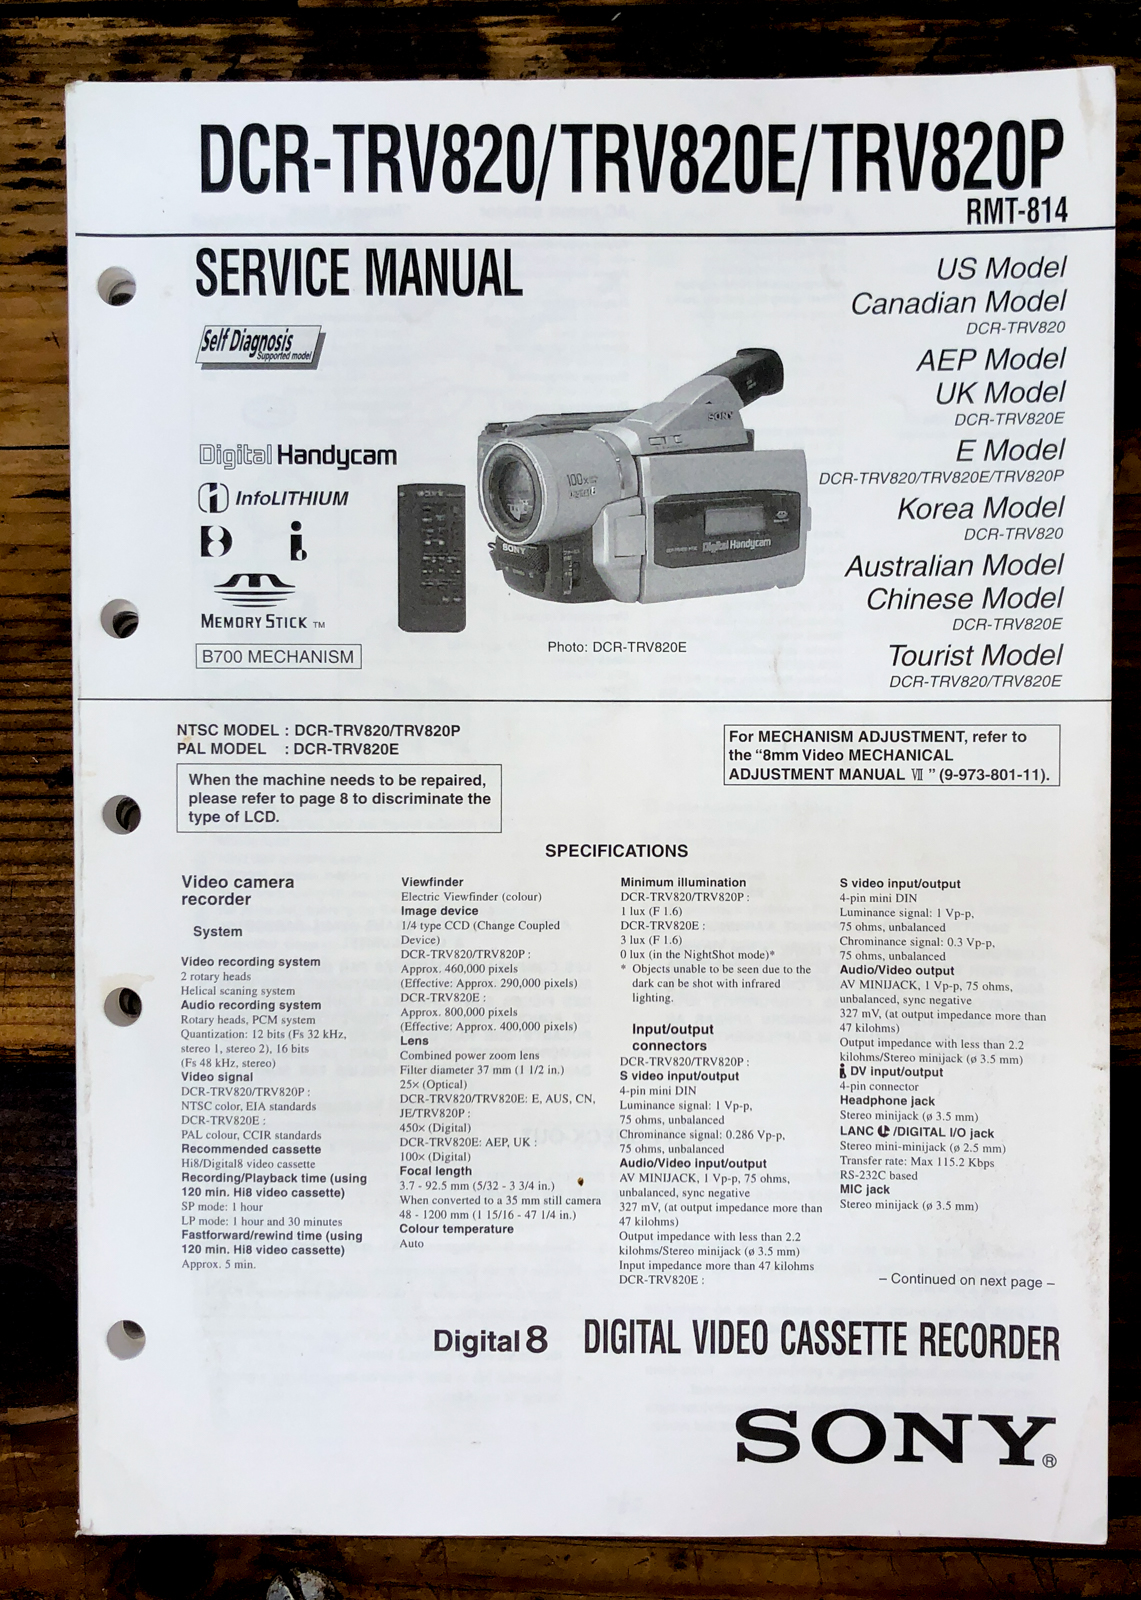 DCR-TRV820/TRV820E/TRV820P
RMT-814
SERVICE MANUAL
Self Diagnosis
Supported model
Digital Handycam
InfoLITHIUM
MEMORY STICK TM
B700 MECHANISM
SONY
100x
SONY
Digital Handycam
Photo: DCR-TRV820E
US Model
Canadian Model
DCR-TRV820
AEP Model
UK Model
DCR-TRV820E
E Model
DCR-TRV820/TRV820E/TRV820P
Korea Model
DCR-TRV820
Australian Model
Chinese Model
DCR-TRV820E
Tourist Model
DCR-TRV820/TRV820E
NTSC MODEL : DCR-TRV820/TRV820P
PAL MODEL : DCR-TRV820E
When the machine needs to be repaired,
please refer to page 8 to discriminate the
type of LCD.
For MECHANISM ADJUSTMENT, refer to
the “8mm Video MECHANICAL
ADJUSTMENT MANUAL Ⅶ ” (9-973-801-11).
SPECIFICATIONS
Video camera
recorder
System
Video recording system
2 rotary heads
Helical scaning system
Audio recording system
Rotary heads, PCM system
Quantization: 12 bits (Fs 32 kHz,
stereo 1, stereo 2), 16 bits
(Fs 48 kHz, stereo)
Video signal
DCR-TRV820/TRV820P :
NTSC color, EIA standards
DCR-TRV820E :
PAL colour, CCIR standards
Recommended cassette
Hi8/Digital8 video cassette
Recording/Playback time (using
120 min. Hi8 video cassette)
SP mode: 1 hour
LP mode: 1 hour and 30 minutes
Fastforward/rewind time (using
120 min. Hi8 video cassette)
Approx. 5 min.
Viewfinder
Electric Viewfinder (colour)
Image device
1/4 type CCD (Change Coupled
Device)
DCR-TRV820/TRV820P :
Approx. 460,000 pixels
(Effective: Approx. 290,000 pixels)
DCR-TRV820E :
Approx. 800,000 pixels
(Effective: Approx. 400,000 pixels)
Lens
Combined power zoom lens
Filter diameter 37 mm (1 1/2 in.)
25× (Optical)
DCR-TRV820/TRV820E: E, AUS, CN,
JE/TRV820P :
450× (Digital)
DCR-TRV820E: AEP, UK :
100× (Digital)
Focal length
3.7 - 92.5 mm (5/32 - 3 3/4 in.)
When converted to a 35 mm still camera
48 - 1200 mm (1 15/16 - 47 1/4 in.)
Colour temperature
Auto
Minimum illumination
DCR-TRV820/TRV820P :
1 lux (F 1.6)
DCR-TRV820E :
3 lux (F 1.6)
0 lux (in the NightShot mode)*
* Objects unable to be seen due to the
dark can be shot with infrared
lighting.
Input/output
connectors
DCR-TRV820/TRV820P :
S video input/output
4-pin mini DIN
Luminance signal: 1 Vp-p,
75 ohms, unbalanced
Chrominance signal: 0.286 Vp-p,
75 ohms, unbalanced
Audio/Video input/output
AV MINIJACK, 1 Vp-p, 75 ohms,
unbalanced, sync negative
327 mV, (at output impedance more than
47 kilohms)
Output impedance with less than 2.2
kilohms/Stereo minijack (ø 3.5 mm)
Input impedance more than 47 kilohms
DCR-TRV820E :
S video input/output
4-pin mini DIN
Luminance signal: 1 Vp-p,
75 ohms, unbalanced
Chrominance signal: 0.3 Vp-p,
75 ohms, unbalanced
Audio/Video output
AV MINIJACK, 1 Vp-p, 75 ohms,
unbalanced, sync negative
327 mV, (at output impedance more than
47 kilohms)
Output impedance with less than 2.2
kilohms/Stereo minijack (ø 3.5 mm)
DV input/output
4-pin connector
Headphone jack
Stereo minijack (ø 3.5 mm)
LANC /DIGITAL I/O jack
Stereo mini-minijack (ø 2.5 mm)
Transfer rate: Max 115.2 Kbps
RS-232C based
MIC jack
Stereo minijack (ø 3.5 mm)
– Continued on next page –
Digital 8 DIGITAL VIDEO CASSETTE RECORDER
SONY®